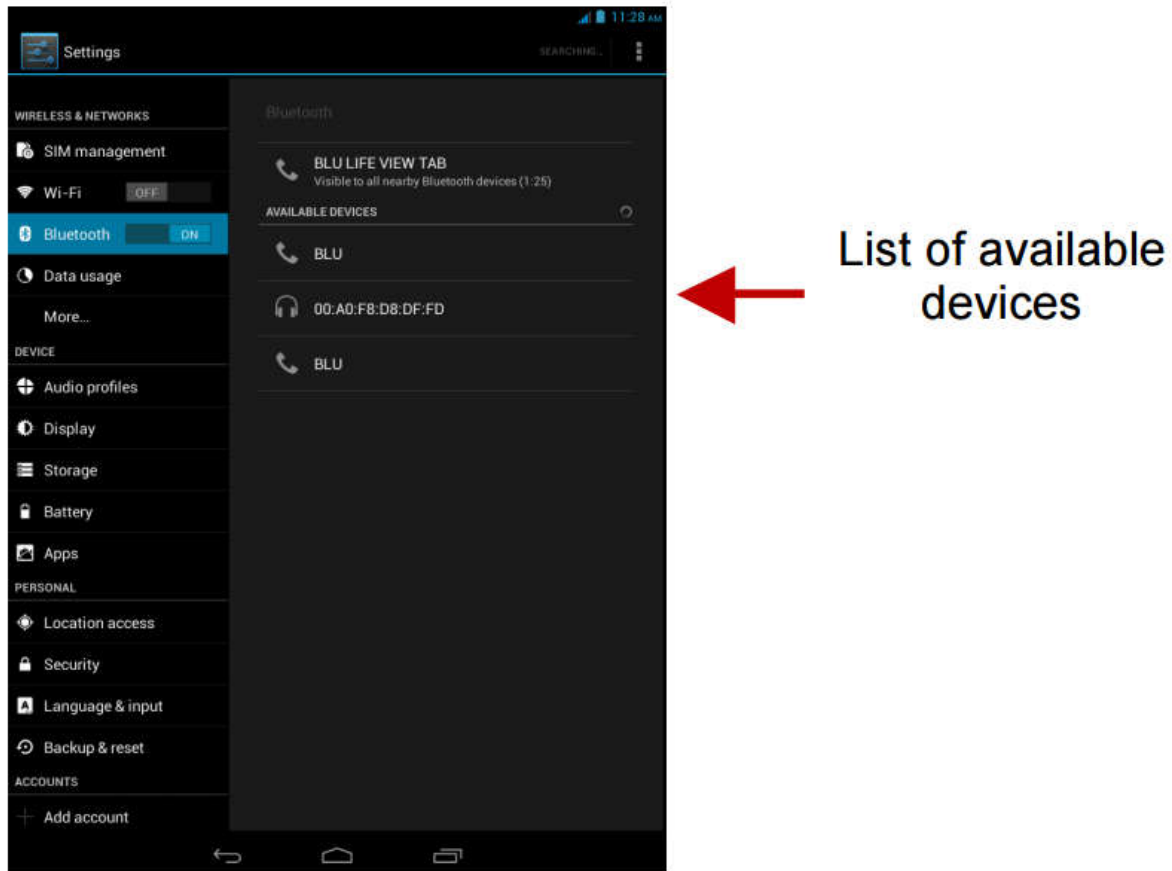 11:28 AM
Settings
SEARCHING...
WIRELESS & NETWORKS
SIM management
Wi-Fi OFF
Bluetooth ON
Data usage
More...
DEVICE
Audio profiles
Display
Storage
Battery
Apps
PERSONAL
Location access
Security
Language & input
Backup & reset
ACCOUNTS
Add account
Bluetooth
BLU LIFE VIEW TAB
Visible to all nearby Bluetooth devices (1:25)
AVAILABLE DEVICES
BLU
00:A0:F8:D8:DF:FD
BLU
List of available
devices